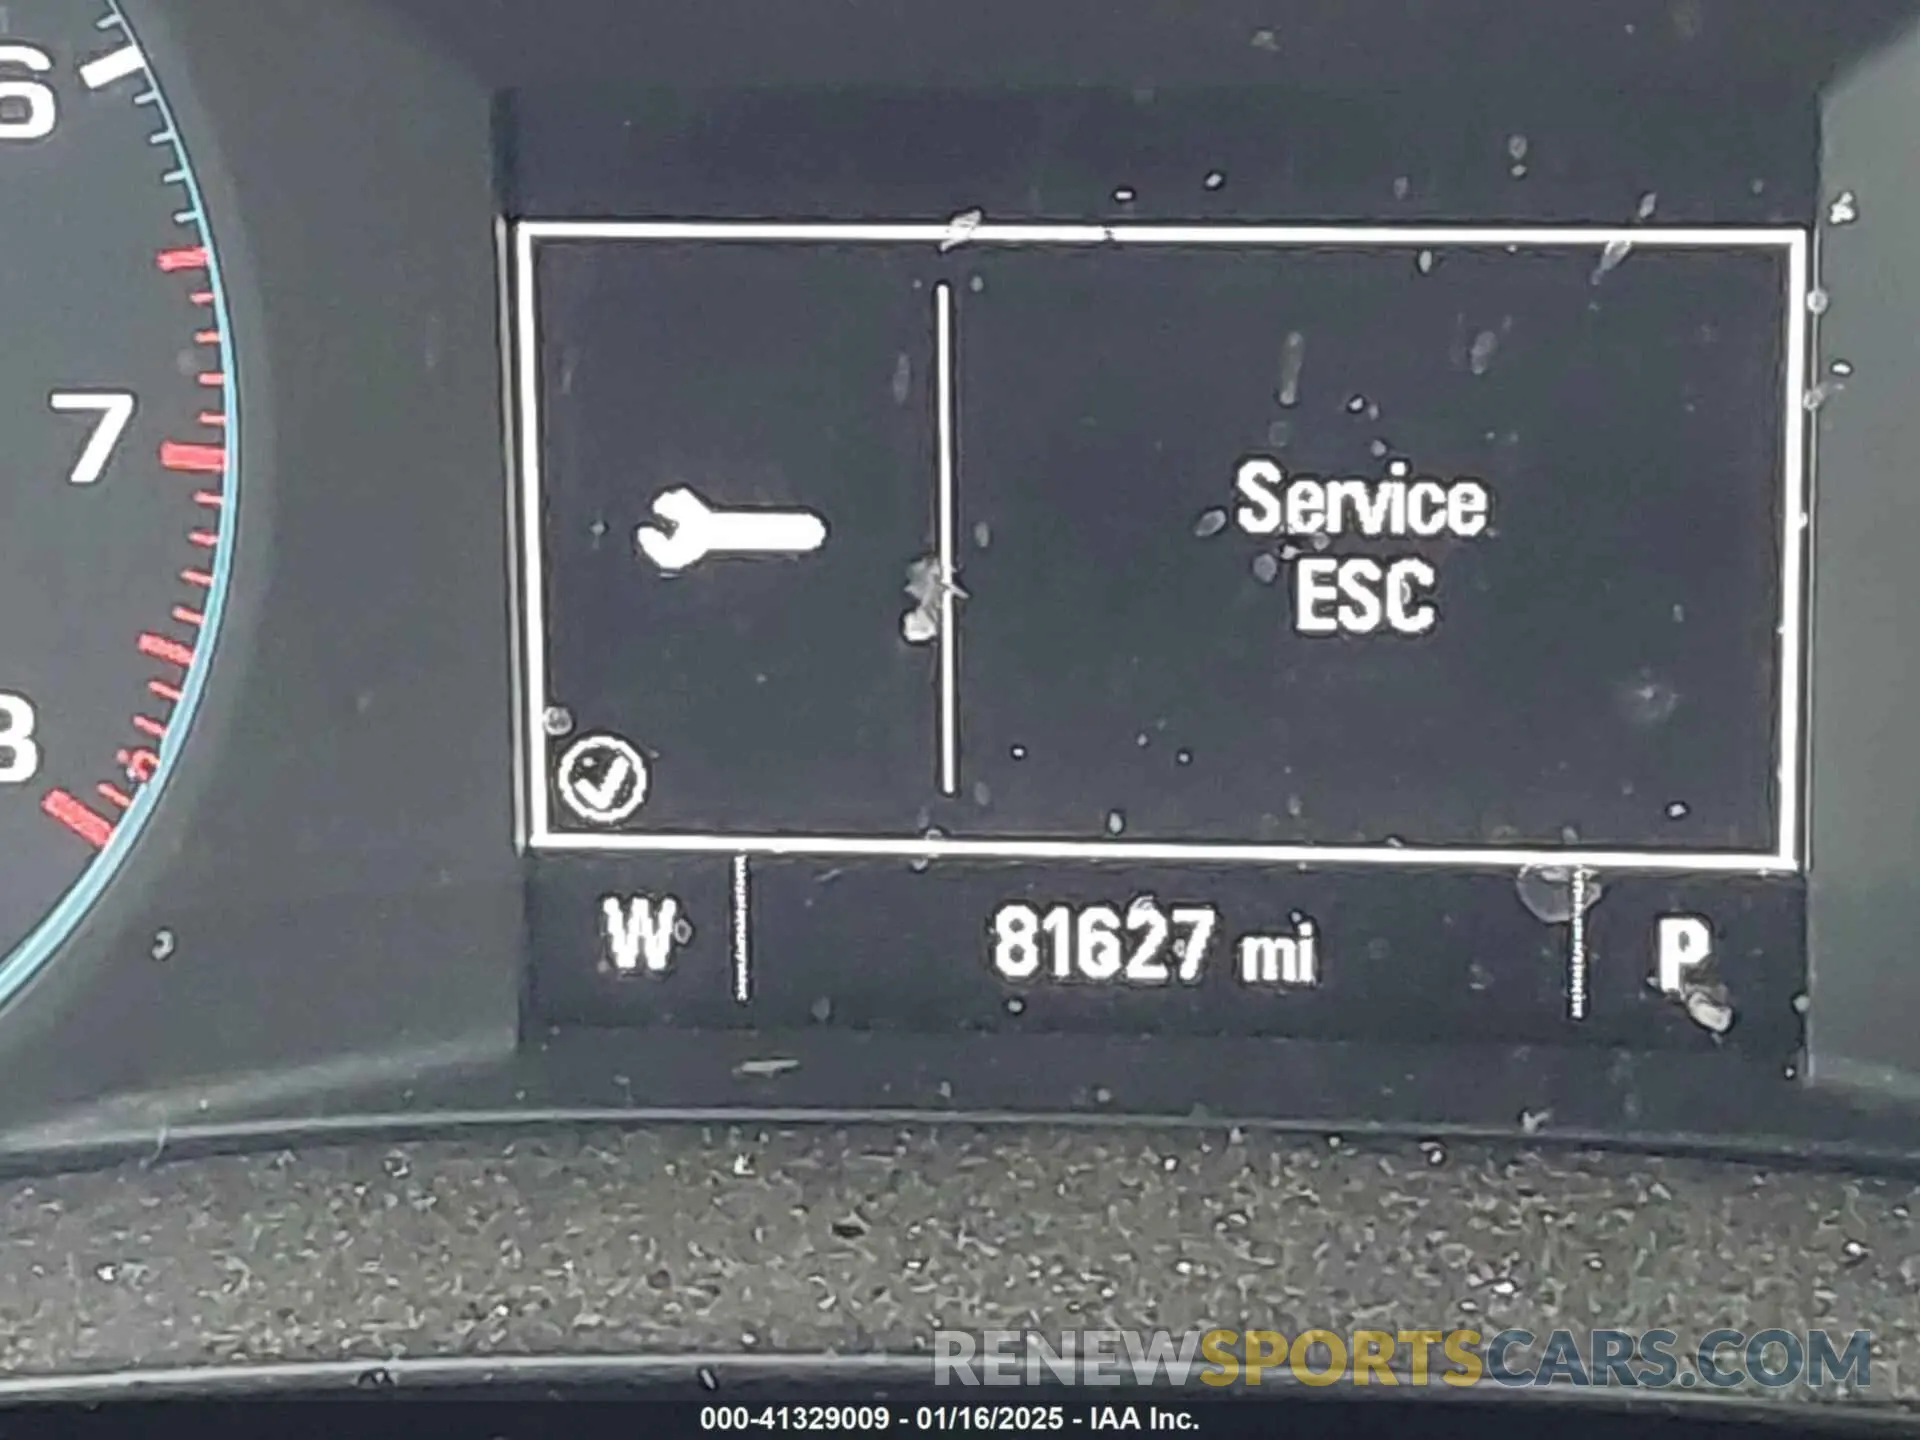 6
7
8
Service
ESC
W 81627 mi P
RENEWSPORTSCARS.COM
000-41329009 - 01/16/2025 - IAA Inc.